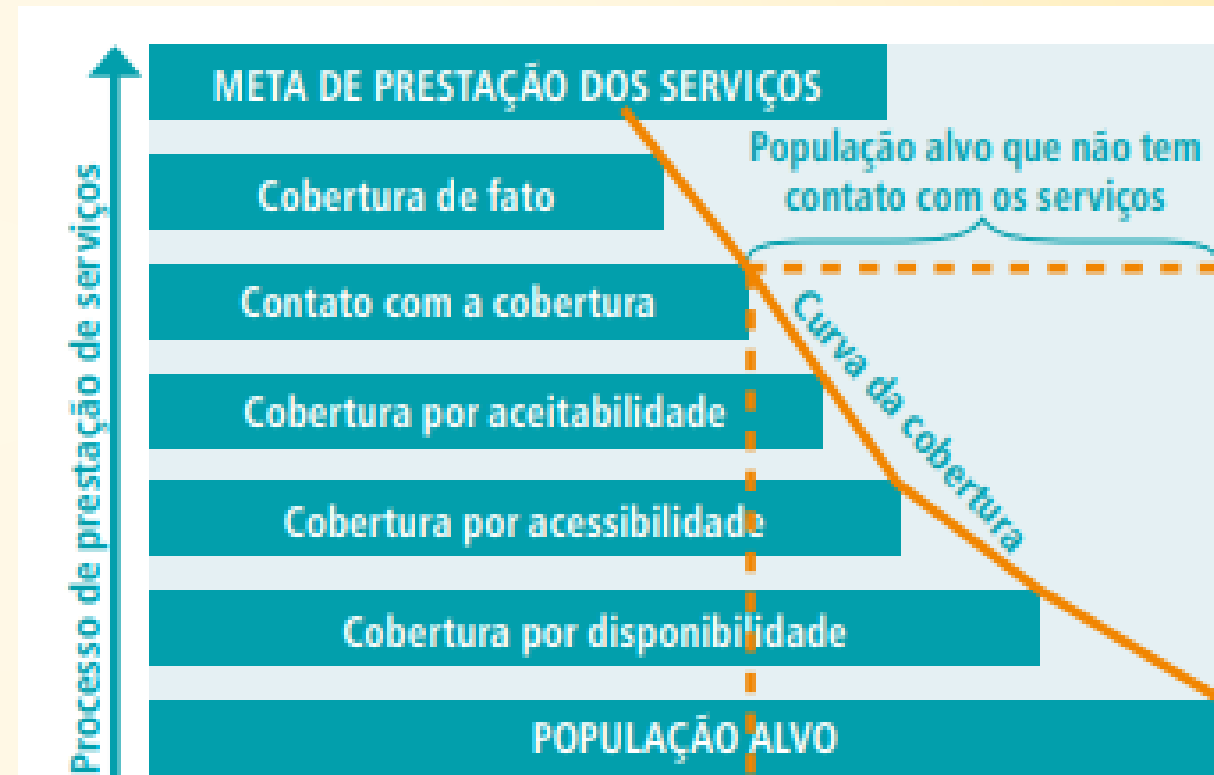 META DE PRESTAÇÃO DOS SERVIÇOS
População alvo que não tem
contato com os serviços
Cobertura de fato
Contato com a cobertura
Curva da cobertura
Cobertura por aceitabilidade
Cobertura por acessibilidade
Cobertura por disponibilidade
POPULAÇÃO ALVO
Processo de prestação de serviços